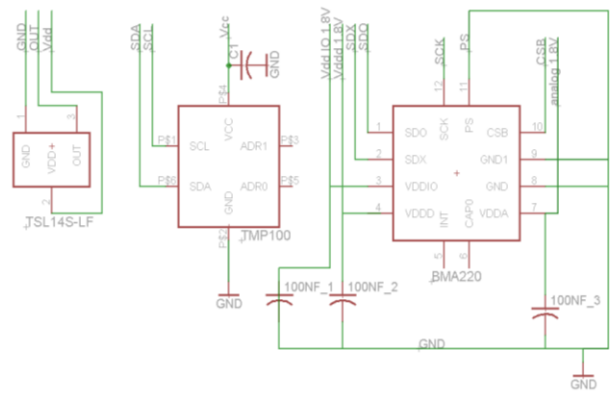 GND
OUT
Vdd
1
3
GND
VDD+
OUT
2
TSL14S-LF
SDA
SCL
Vcc
C1
GND
P$4
VCC
P$1
SCL
ADR1
P$3
P$6
SDA
ADR0
P$5
GND
P$2
TMP100
GND
Vdd IO 1.8V
Vddd 1.8V
SDX
SDO
SCK
PS
CSB
analog 1.8V
12
11
SCK
PS
1
SDO
CSB
10
2
SDX
GND1
9
3
VDDIO
GND
8
4
VDDD
VDDA
7
INT
CAP0
5
6
BMA220
100NF_1
100NF_2
100NF_3
GND
GND